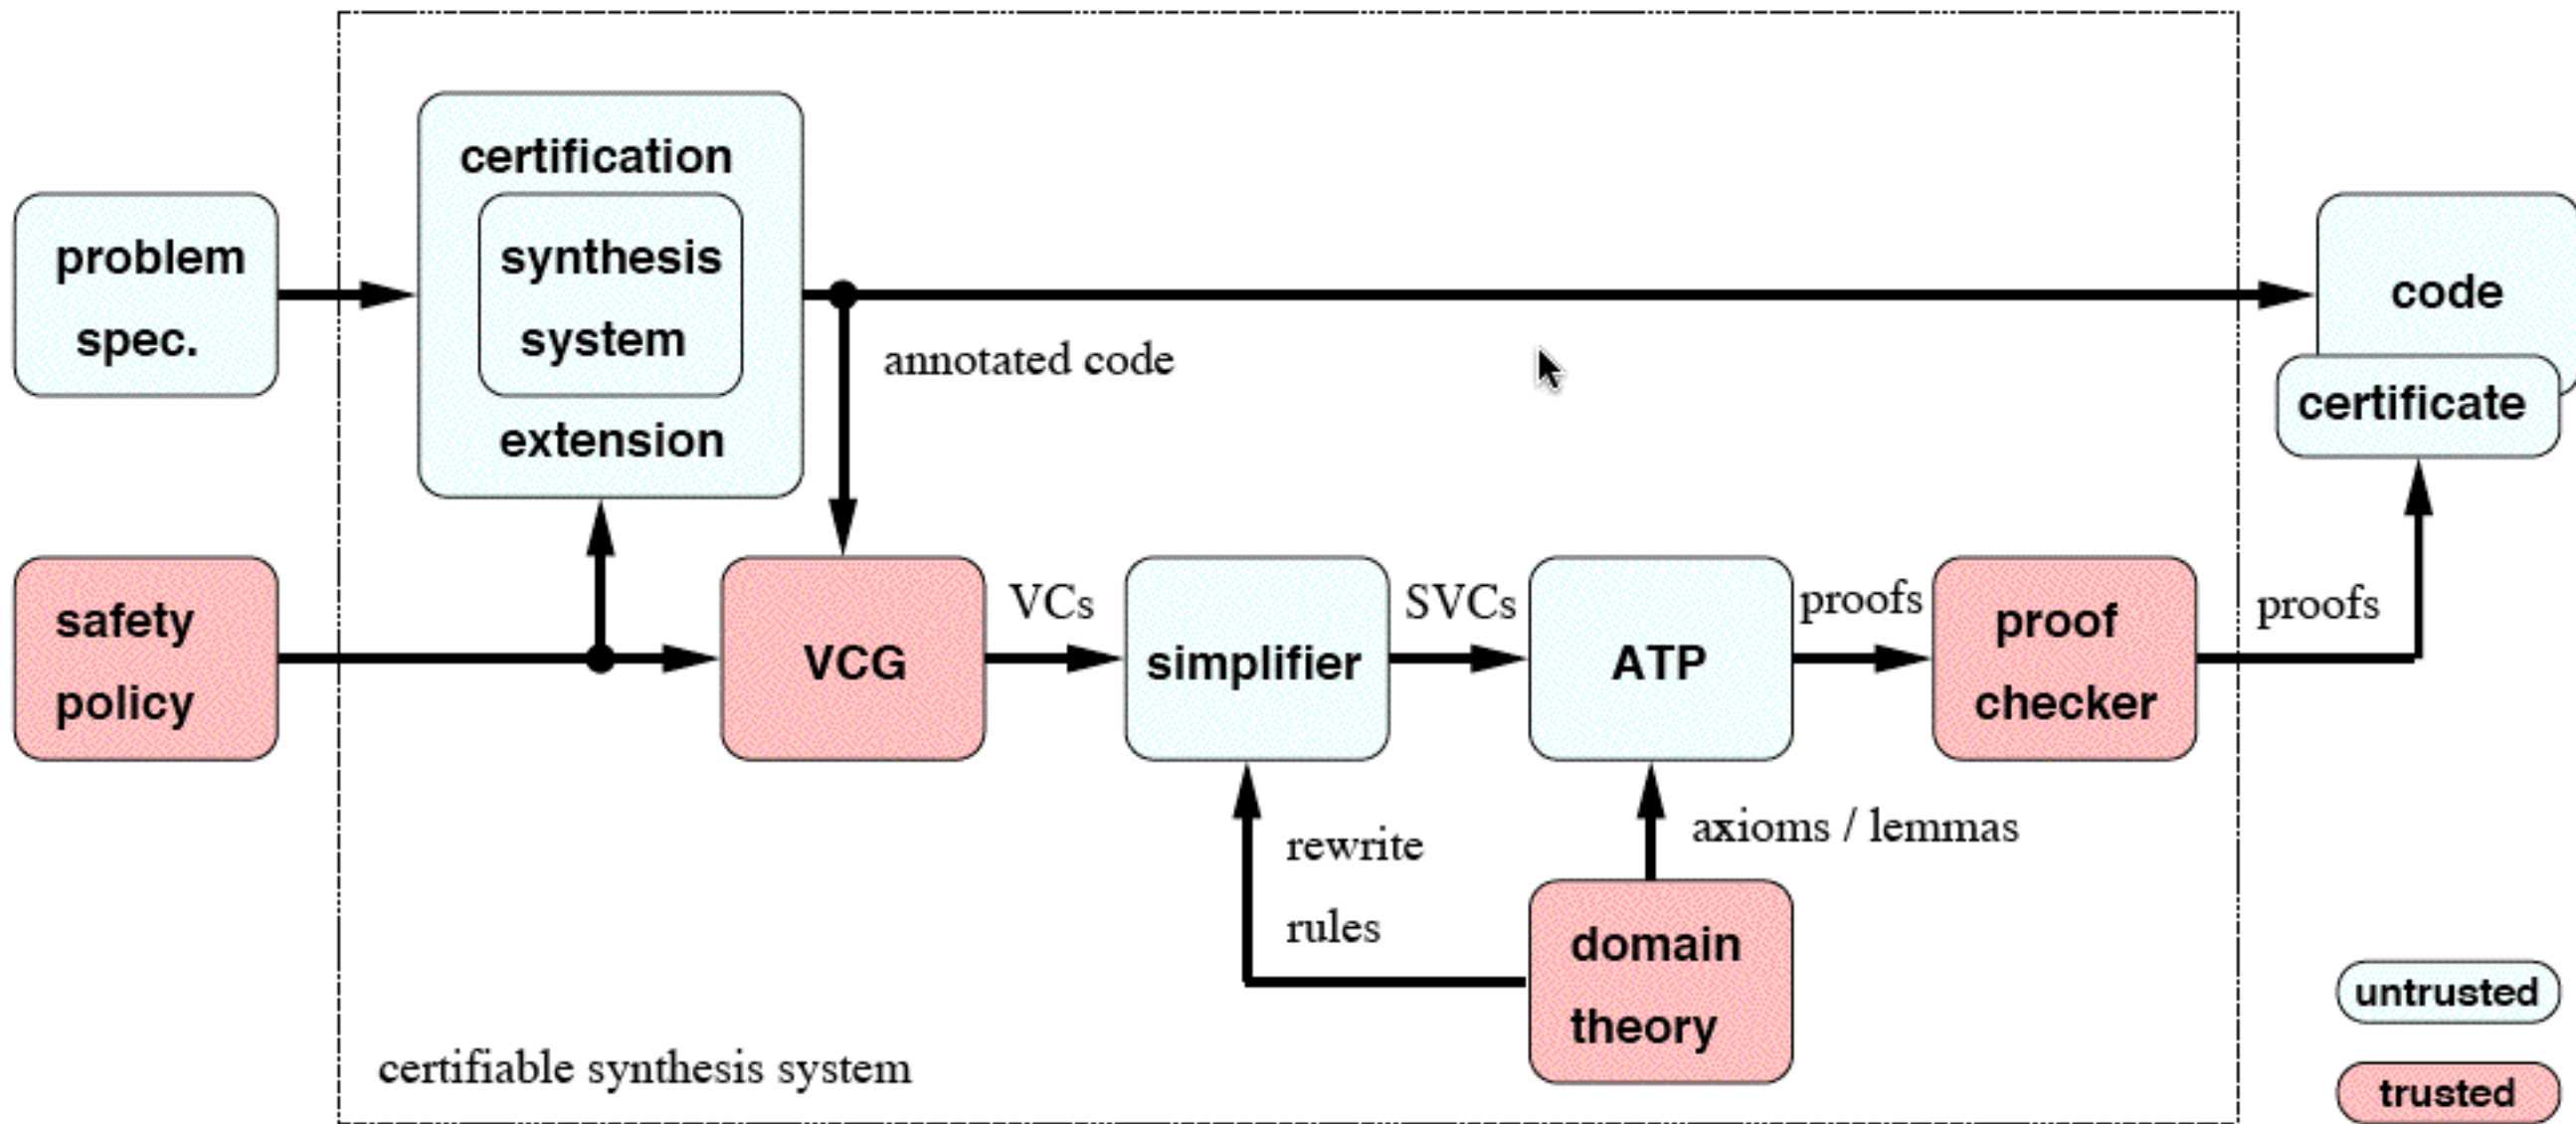 certification
synthesis
system
extension
problem
spec.
annotated code
code
certificate
safety
policy
VCG
VCs
simplifier
SVCs
ATP
proofs
proof
checker
proofs
rewrite
rules
axioms / lemmas
domain
theory
certifiable synthesis system
untrusted
trusted